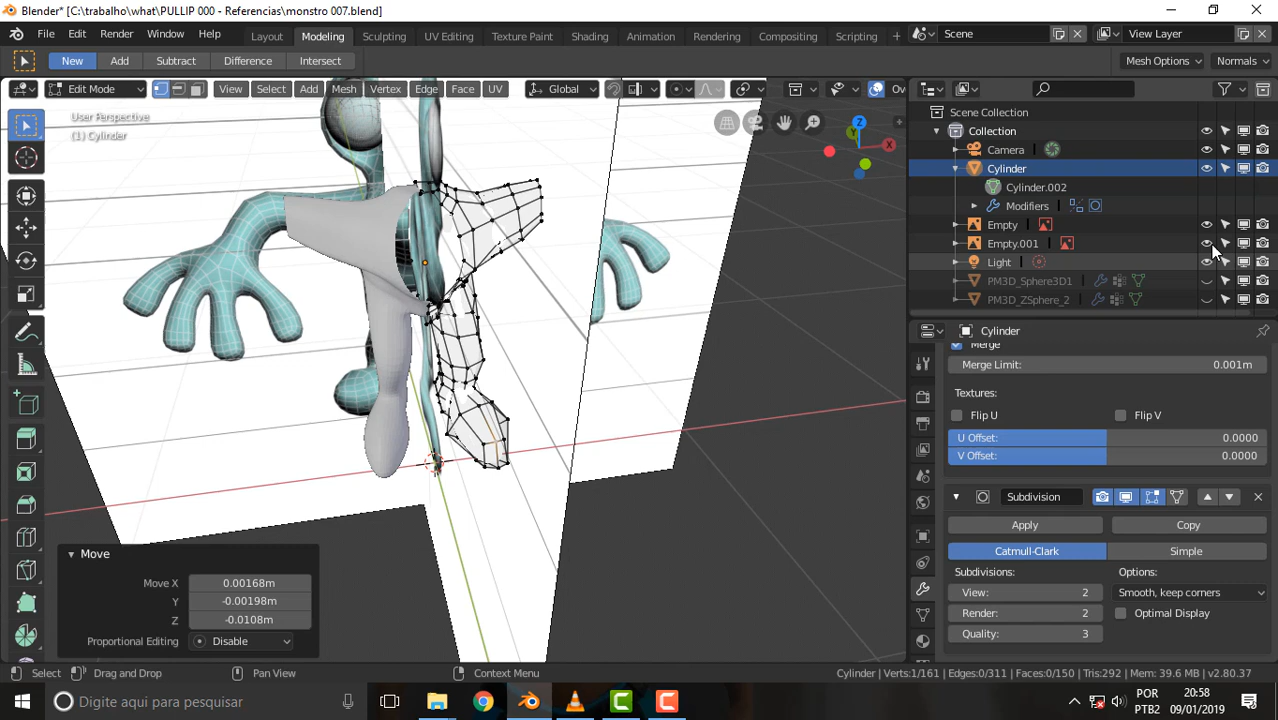 Blender* [C:\trabalho\what\PULLIP 000 - Referencias\monstro 007.blend]
File Edit Render Window Help Layout Modeling Sculpting UV Editing Texture Paint Shading Animation Rendering Compositing Scripting Scene View Layer
New Add Subtract Difference Intersect Mesh Options Normals
Edit Mode View Select Add Mesh Vertex Edge Face UV Global Ov
User Perspective
(1) Cylinder
Scene Collection
Collection
Camera
Cylinder
Cylinder.002
Modifiers
Empty
Empty.001
Light
PM3D_Sphere3D1
PM3D_ZSphere_2
Cylinder
Merge
Merge Limit: 0.001m
Textures:
Flip U Flip V
U Offset: 0.0000
V Offset: 0.0000
Subdivision
Apply Copy
Catmull-Clark Simple
Subdivisions: Options:
View: 2 Smooth, keep corners
Render: 2 Optimal Display
Quality: 3
Move
Move X 0.00168m
Y -0.00198m
Z -0.0108m
Proportional Editing Disable
Select Drag and Drop Pan View Context Menu Cylinder | Verts:1/161 | Edges:0/311 | Faces:0/150 | Tris:292 | Mem: 39.6 MB | v2.80.37
Digite aqui para pesquisar
POR
PTB2
20:58
09/01/2019